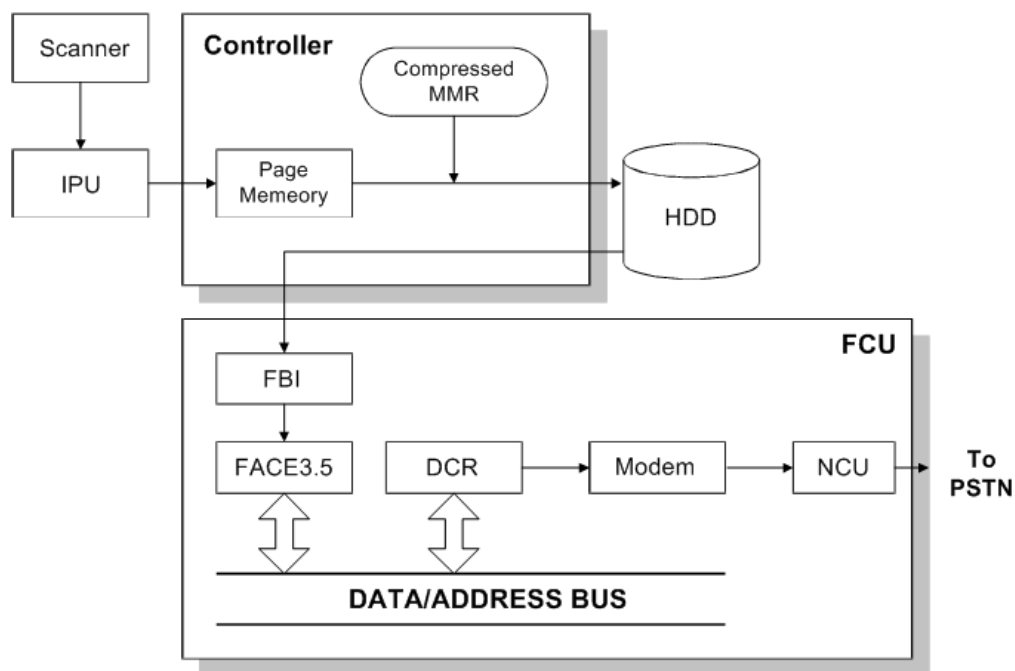 Scanner
Controller
Compressed
MMR
IPU
Page
Memeory
HDD
FCU
FBI
FACE3.5
DCR
Modem
NCU
To
PSTN
DATA/ADDRESS BUS